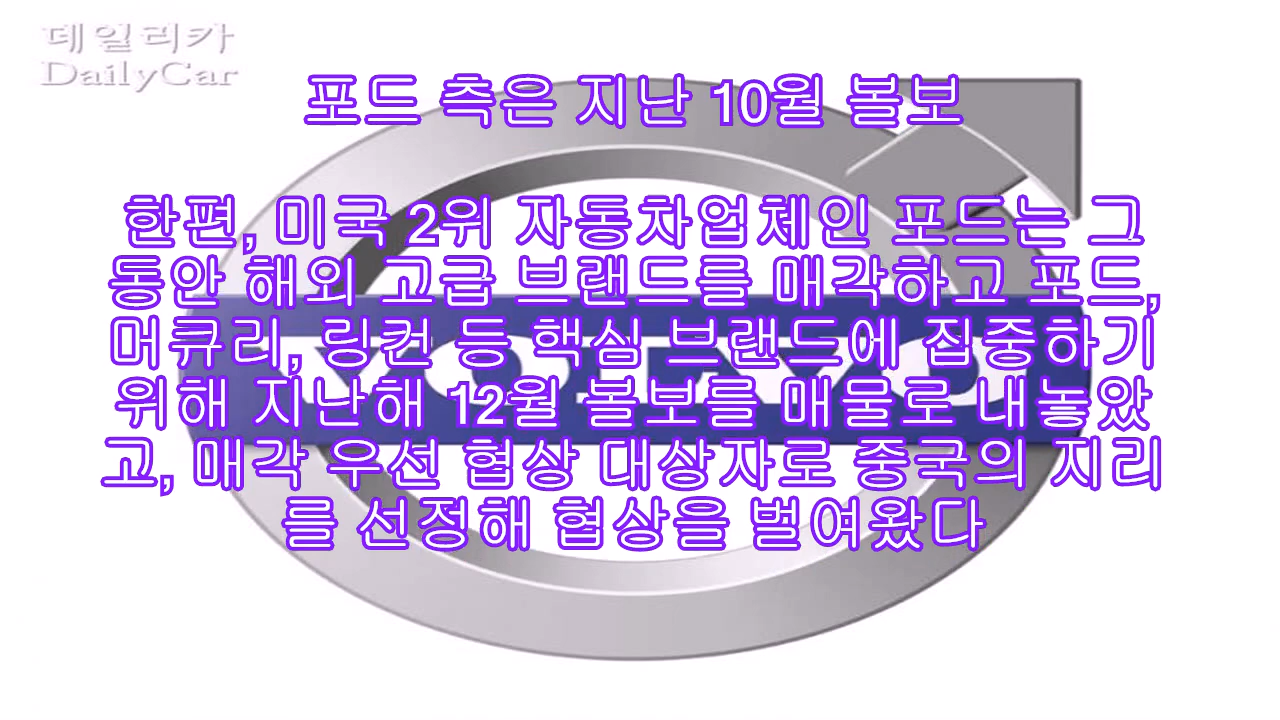 데일리카
DailyCar
포드 측은 지난 10월 볼보
한편, 미국 2위 자동차업체인 포드는 그
동안 해외 고급 브랜드를 매각하고 포드,
머큐리, 링컨 등 핵심 브랜드에 집중하기
위해 지난해 12월 볼보를 매물로 내놓았
고, 매각 우선 협상 대상자로 중국의 지리
를 선정해 협상을 벌여왔다
VOLVO